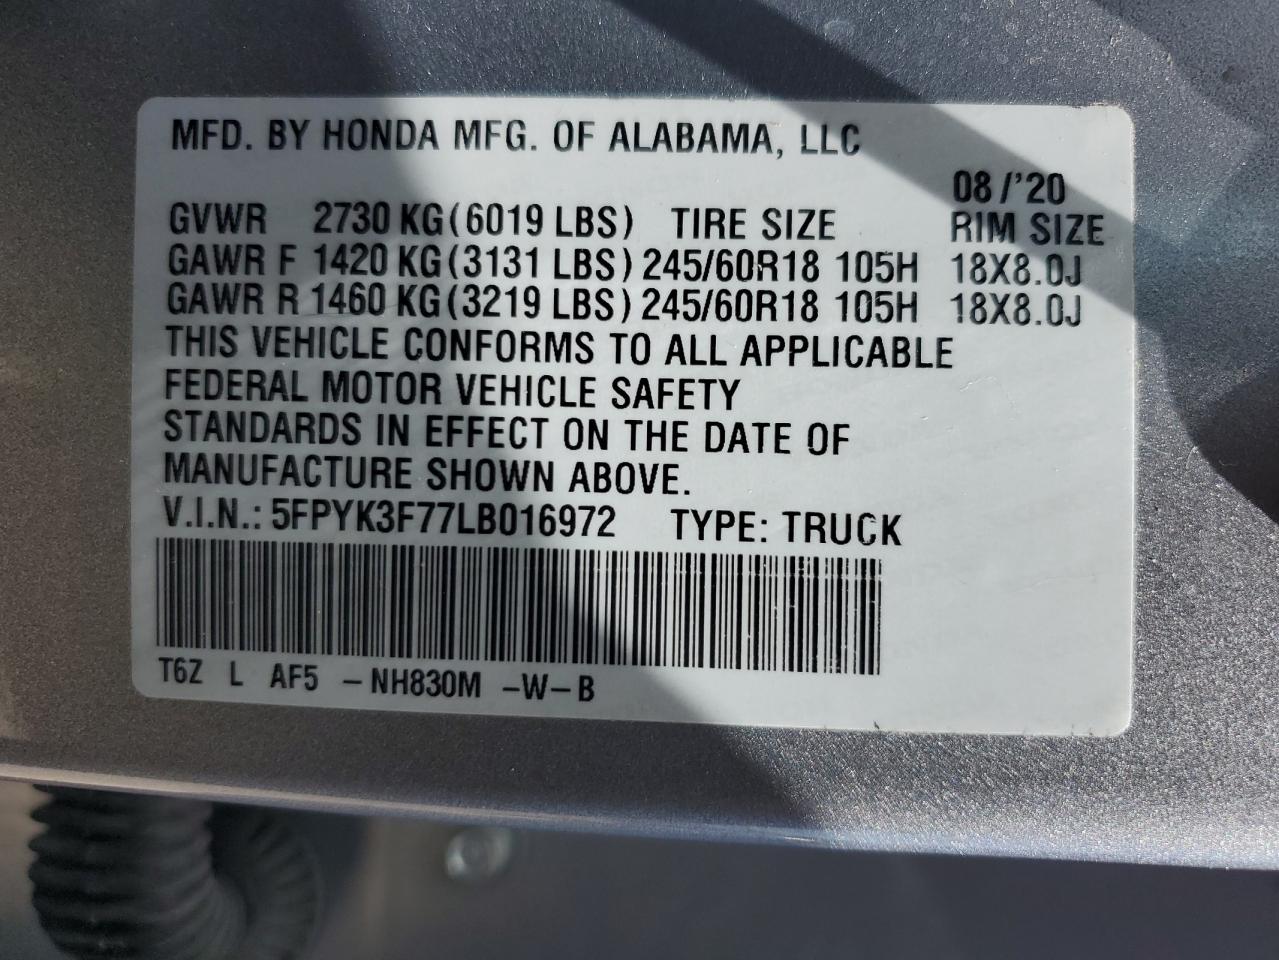 MFD. BY HONDA MFG. OF ALABAMA, LLC
08/'20
GVWR 2730 KG(6019 LBS) TIRE SIZE RIM SIZE
GAWR F 1420 KG(3131 LBS) 245/60R18 105H 18X8.0J
GAWR R 1460 KG(3219 LBS) 245/60R18 105H 18X8.0J
THIS VEHICLE CONFORMS TO ALL APPLICABLE
FEDERAL MOTOR VEHICLE SAFETY
STANDARDS IN EFFECT ON THE DATE OF
MANUFACTURE SHOWN ABOVE.
V.I.N.: 5FPYK3F77LB016972 TYPE: TRUCK
T6Z L AF5 -NH830M -W-B